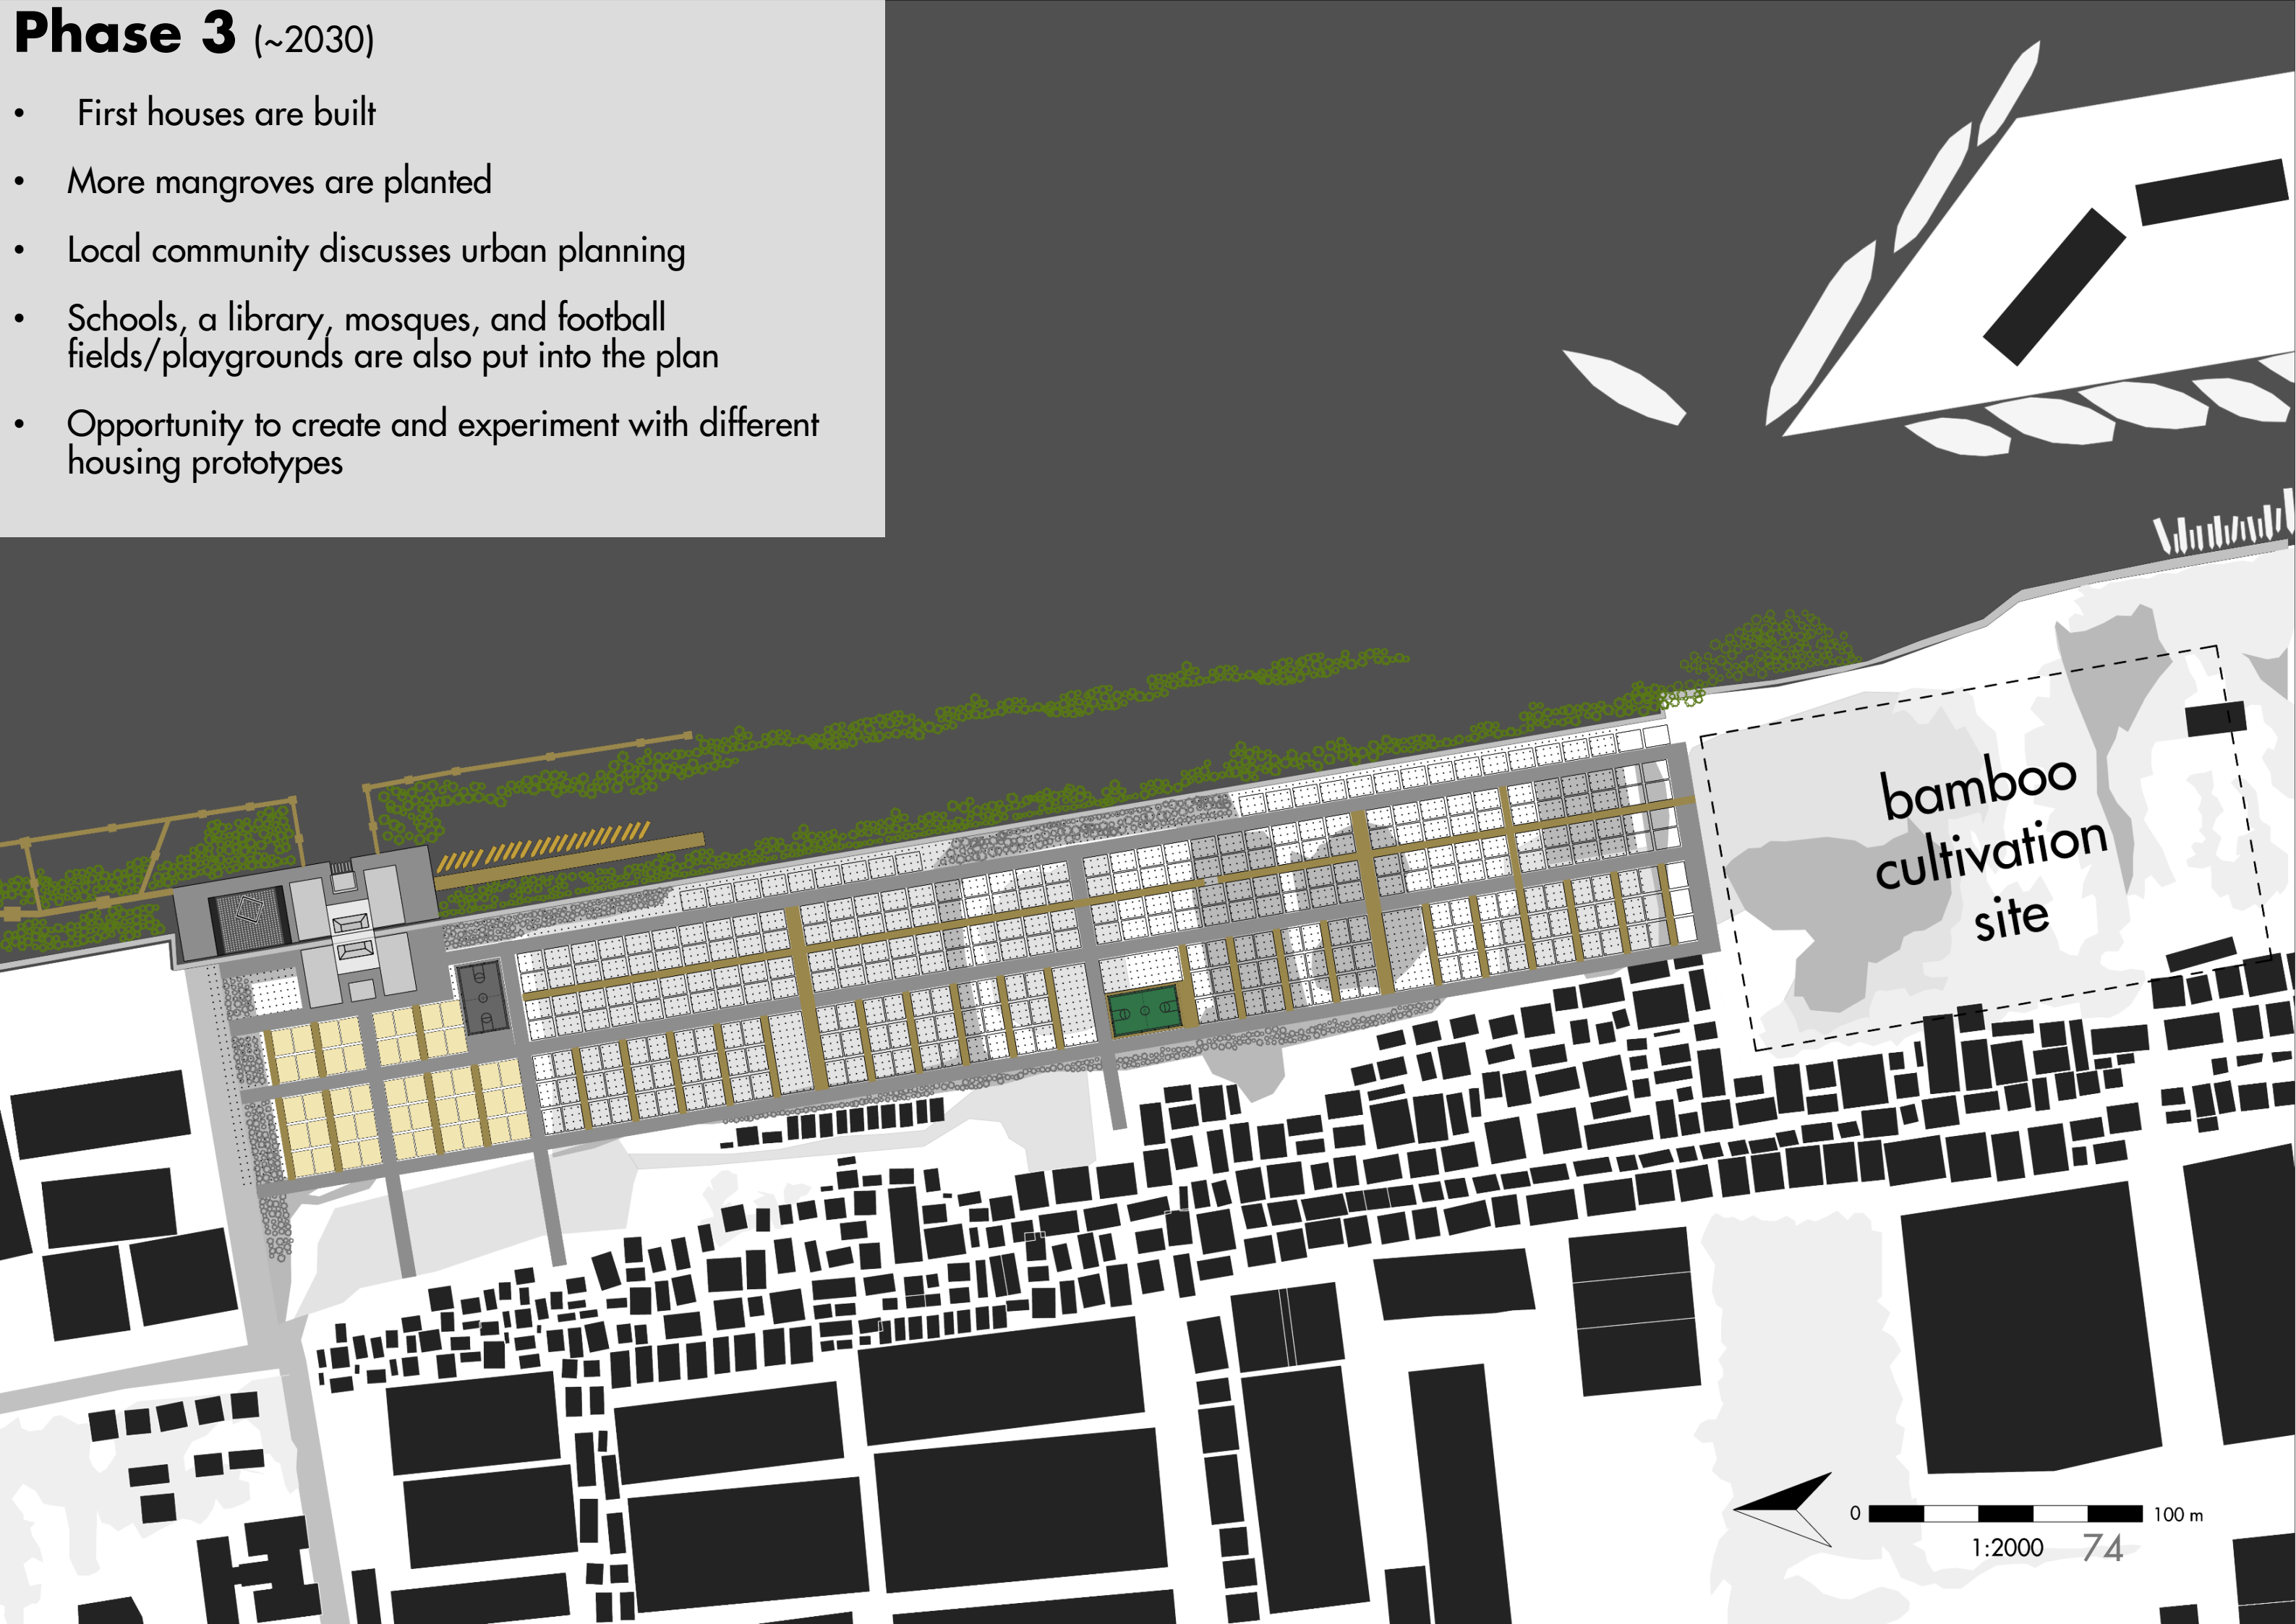 Phase 3 (~2030)
• First houses are built
• More mangroves are planted
• Local community discusses urban planning
• Schools, a library, mosques, and football
fields/playgrounds are also put into the plan
• Opportunity to create and experiment with different
housing prototypes
bamboo
cultivation
site
0 100 m
1:2000 74